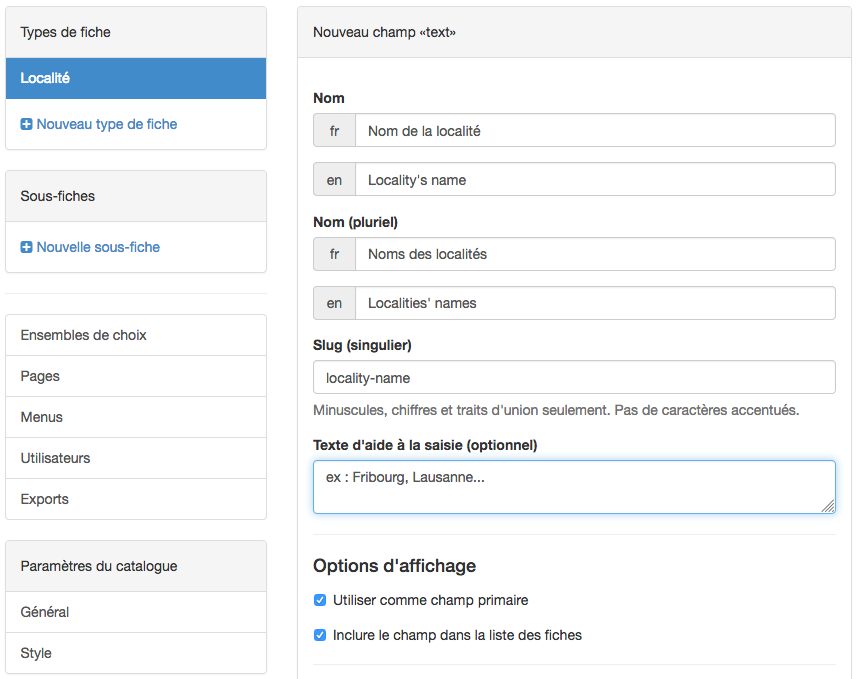 Types de fiche
Localité
Nouveau type de fiche
Sous-fiches
Nouvelle sous-fiche
Ensembles de choix
Pages
Menus
Utilisateurs
Exports
Paramètres du catalogue
Général
Style
Nouveau champ «text»
Nom
fr Nom de la localité
en Locality's name
Nom (pluriel)
fr Noms des localités
en Localities' names
Slug (singulier)
locality-name
Minuscules, chiffres et traits d'union seulement. Pas de caractères accentués.
Texte d'aide à la saisie (optionnel)
ex : Fribourg, Lausanne...
Options d'affichage
Utiliser comme champ primaire
Inclure le champ dans la liste des fiches